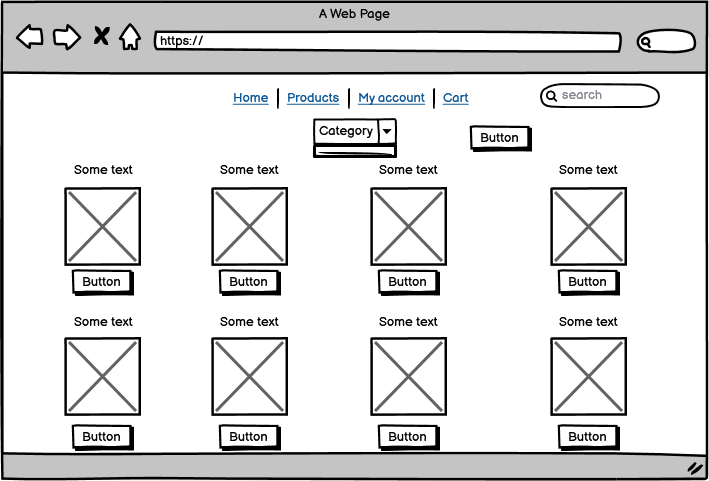 A Web Page
https://
Home Products My account Cart
search
Category
Button
Some text Some text Some text Some text
Button Button Button Button
Some text Some text Some text Some text
Button Button Button Button